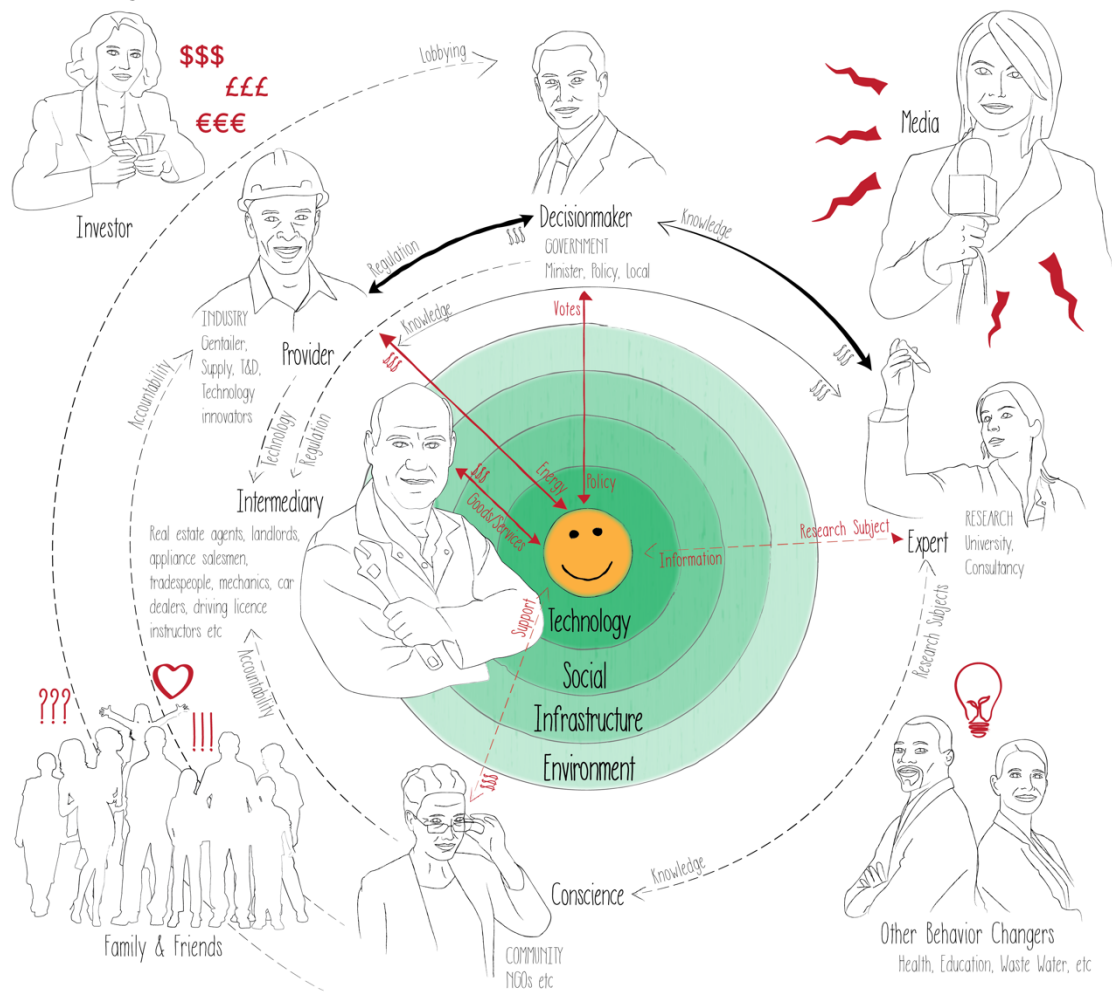 $$$
£££
€€€
Investor
Lobbying
Media
Decisionmaker
GOVERNMENT
Minister, Policy, Local
Regulation
$$$
Knowledge
$$$
INDUSTRY
Gentailer,
Supply, T&D,
Technology
innovators
Provider
Accountability
Technology
Regulation
Knowledge
$$$
$$$
Votes
Policy
Energy
$$$
Goods/Services
Intermediary
Real estate agents, landlords,
appliance salesmen,
tradespeople, mechanics, car
dealers, driving licence
instructors etc
Research Subject
Information
Expert
RESEARCH
University,
Consultancy
Research Subjects
Technology
Social
Infrastructure
Environment
Support
$$$
Accountability
???
!!!
Family & Friends
Conscience
COMMUNITY
NGOs etc
Knowledge
Other Behavior Changers
Health, Education, Waste Water, etc